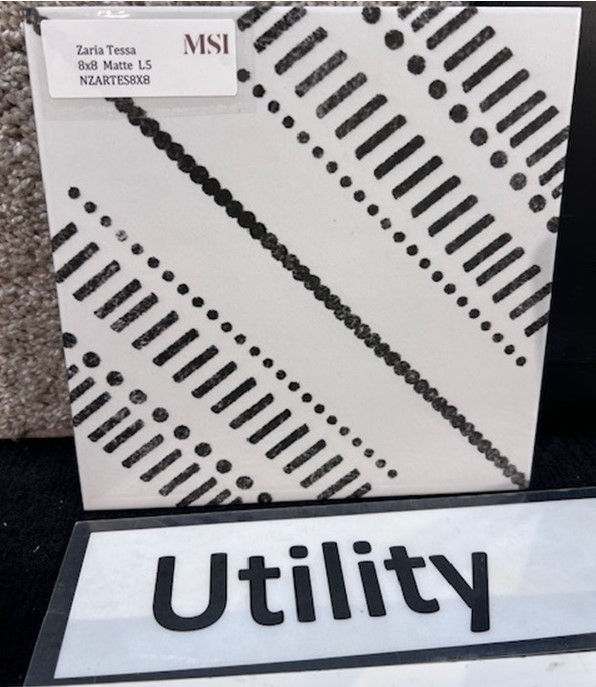 Zaria Tessa
MSI
8x8 Matte L5
NZARTES8X8
Utility